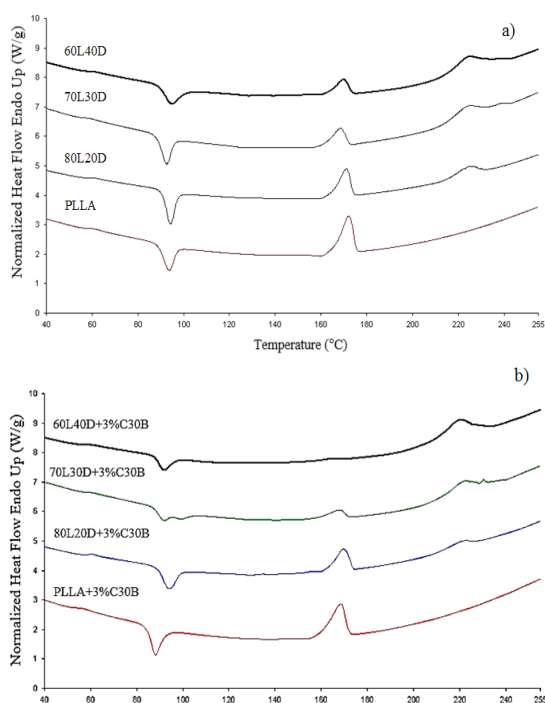 a)
Normalized Heat Flow Endo Up (W/g)
10
9
8
7
6
5
4
3
2
1
0
60L40D
70L30D
80L20D
PLLA
40 60 80 100 120 140 160 180 200 220 240 255
Temperature (°C)
b)
Normalized Heat Flow Endo Up (W/g)
10
9
8
7
6
5
4
3
2
1
0
60L40D+3%C30B
70L30D+3%C30B
80L20D+3%C30B
PLLA+3%C30B
40 60 80 100 120 140 160 180 200 220 240 255